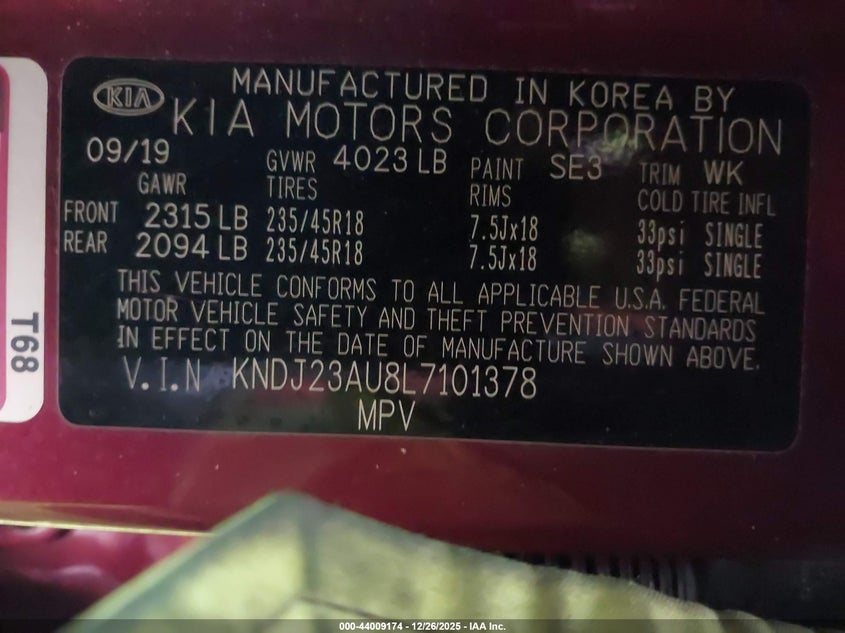 KIA
MANUFACTURED IN KOREA BY
KIA MOTORS CORPORATION
09/19 GVWR 4023 LB PAINT SE3 TRIM WK
GAWR TIRES RIMS COLD TIRE INFL
FRONT 2315 LB 235/45R18 7.5Jx18 33psi SINGLE
REAR 2094 LB 235/45R18 7.5Jx18 33psi SINGLE
THIS VEHICLE CONFORMS TO ALL APPLICABLE U.S.A. FEDERAL
MOTOR VEHICLE SAFETY AND THEFT PREVENTION STANDARDS
IN EFFECT ON THE DATE OF MANUFACTURE SHOWN ABOVE.
V.I.N KNDJ23AU8L7101378
MPV
T68
000-44009174 - 12/26/2025 - IAA Inc.